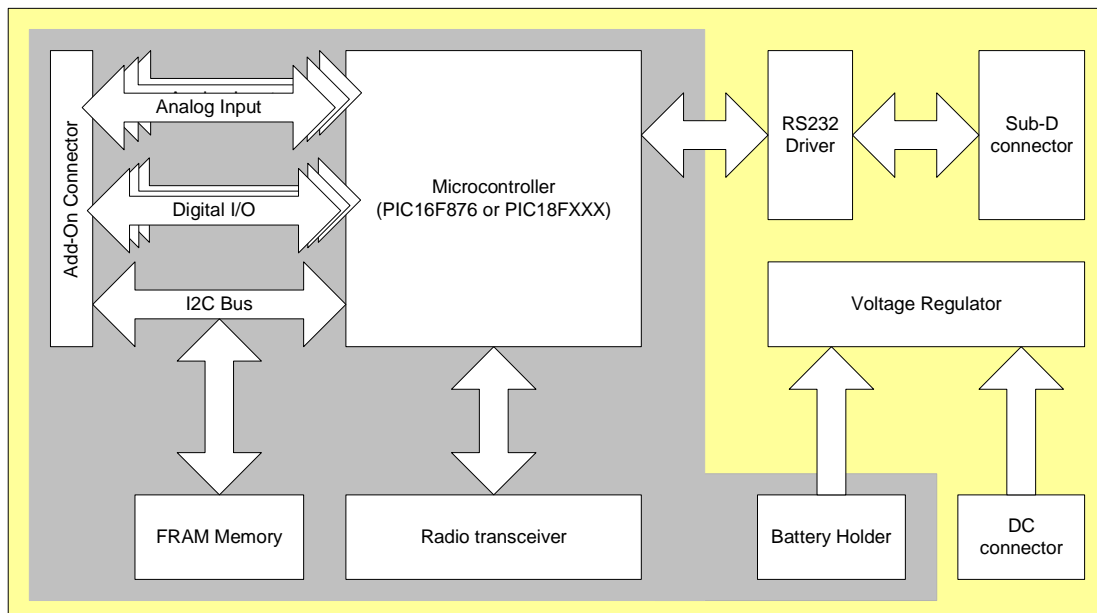 Add-On Connector
Analog Input
Digital I/O
I2C Bus
Microcontroller
(PIC16F876 or PIC18FXXX)
RS232
Driver
Sub-D
connector
Voltage Regulator
FRAM Memory
Radio transceiver
Battery Holder
DC
connector